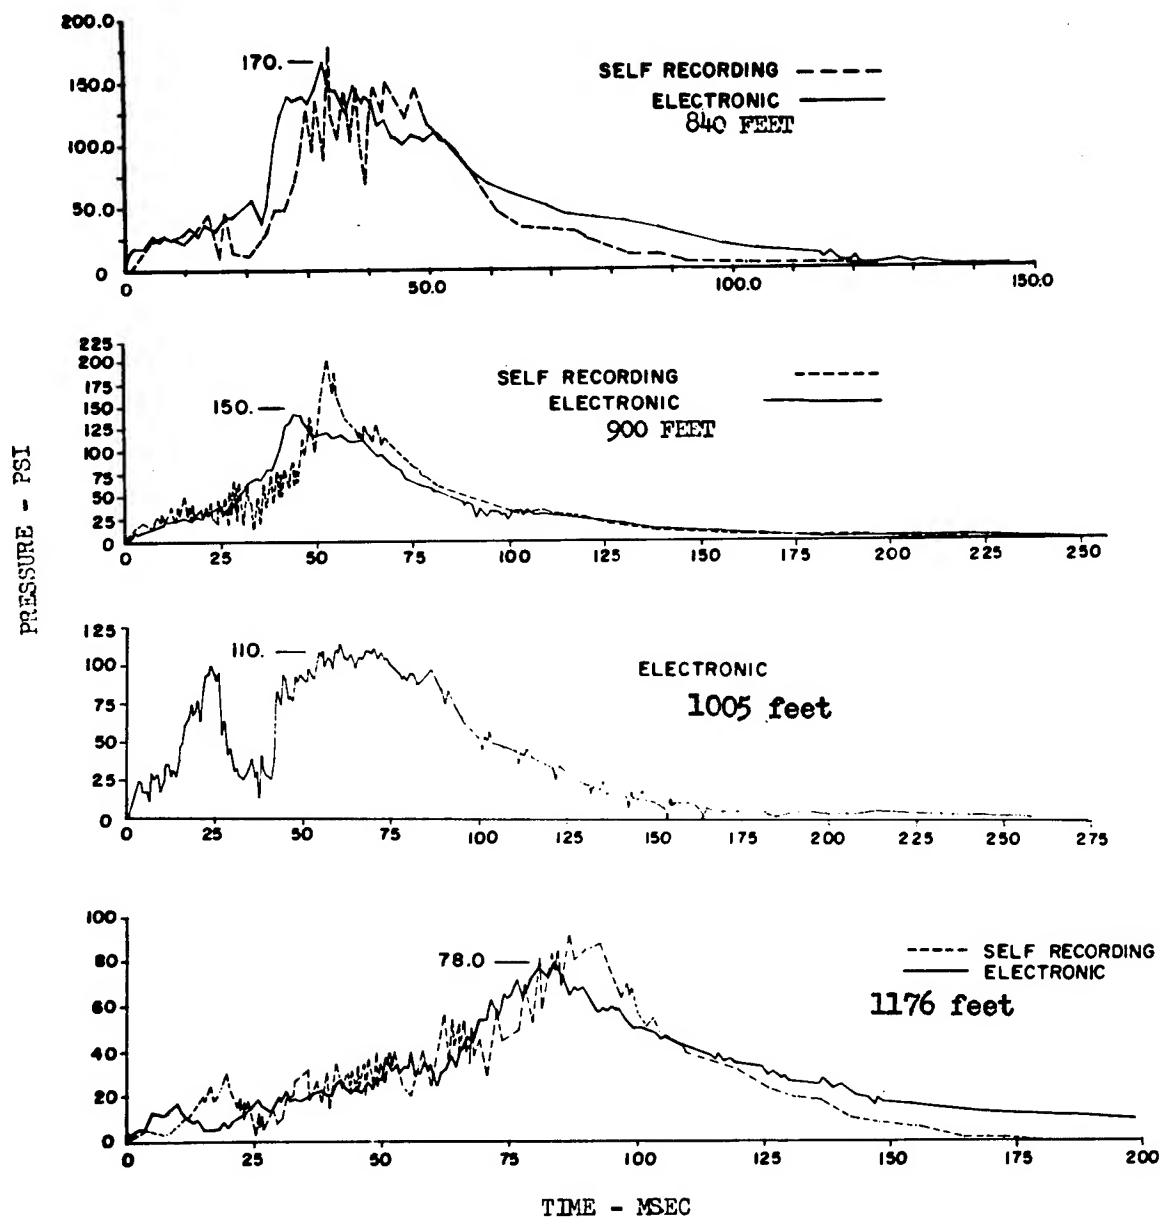 200.0
170.
150.0
100.0
50.0
0
0 50.0 100.0 150.0
SELF RECORDING
ELECTRONIC
840 FEET
225
200
175
150
125
100
75
50
25
0
150.
0 25 50 75 100 125 150 175 200 225 250
SELF RECORDING
ELECTRONIC
900 FEET
PRESSURE - PSI
125
100
75
50
25
0
110.
0 25 50 75 100 125 150 175 200 225 250 275
ELECTRONIC
1005 feet
100
80
60
40
20
0
78.0
0 25 50 75 100 125 150 175 200
SELF RECORDING
ELECTRONIC
1176 feet
TIME - MSEC